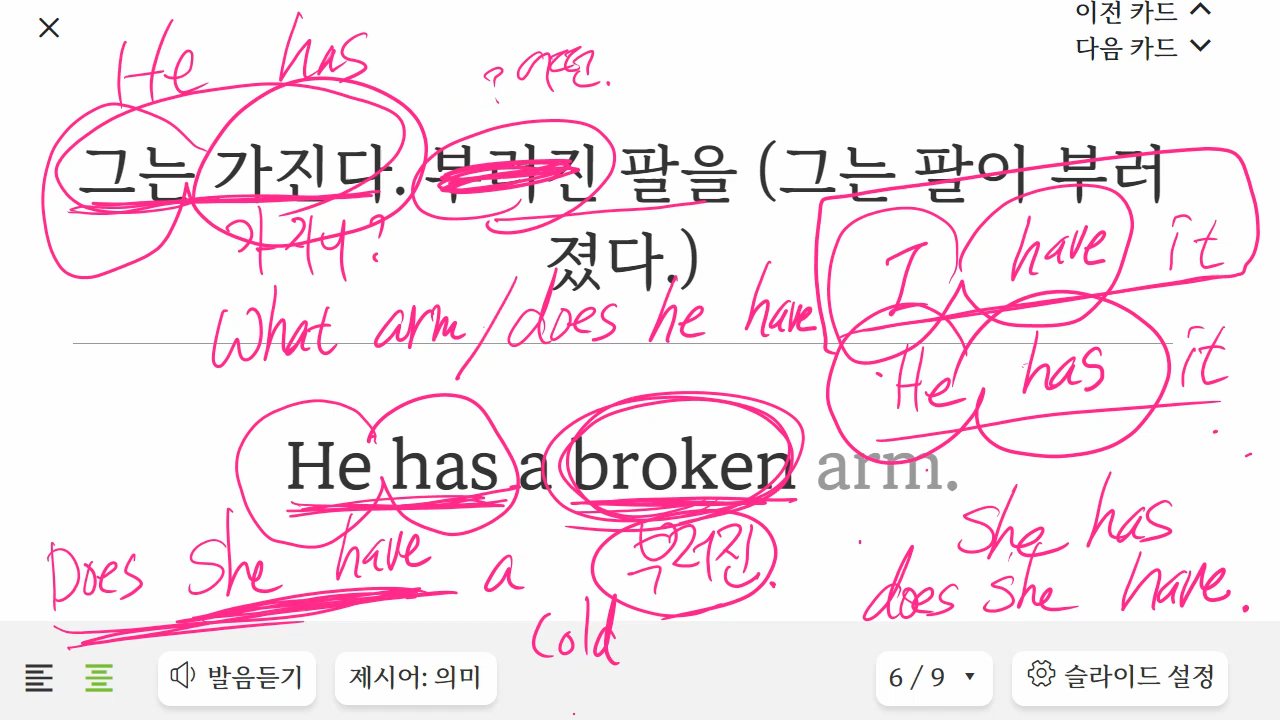 이전 카드
다음 카드
He has
? 어떤.
그는 가진다. 부러진 팔을 (그는 팔이 부러
졌다.)
가지니?
I have it
What arm / does he have
He has it
He has a broken arm.
She has
Does she have a 부러진.
does she have.
cold
발음듣기
제시어: 의미
6 / 9
슬라이드 설정